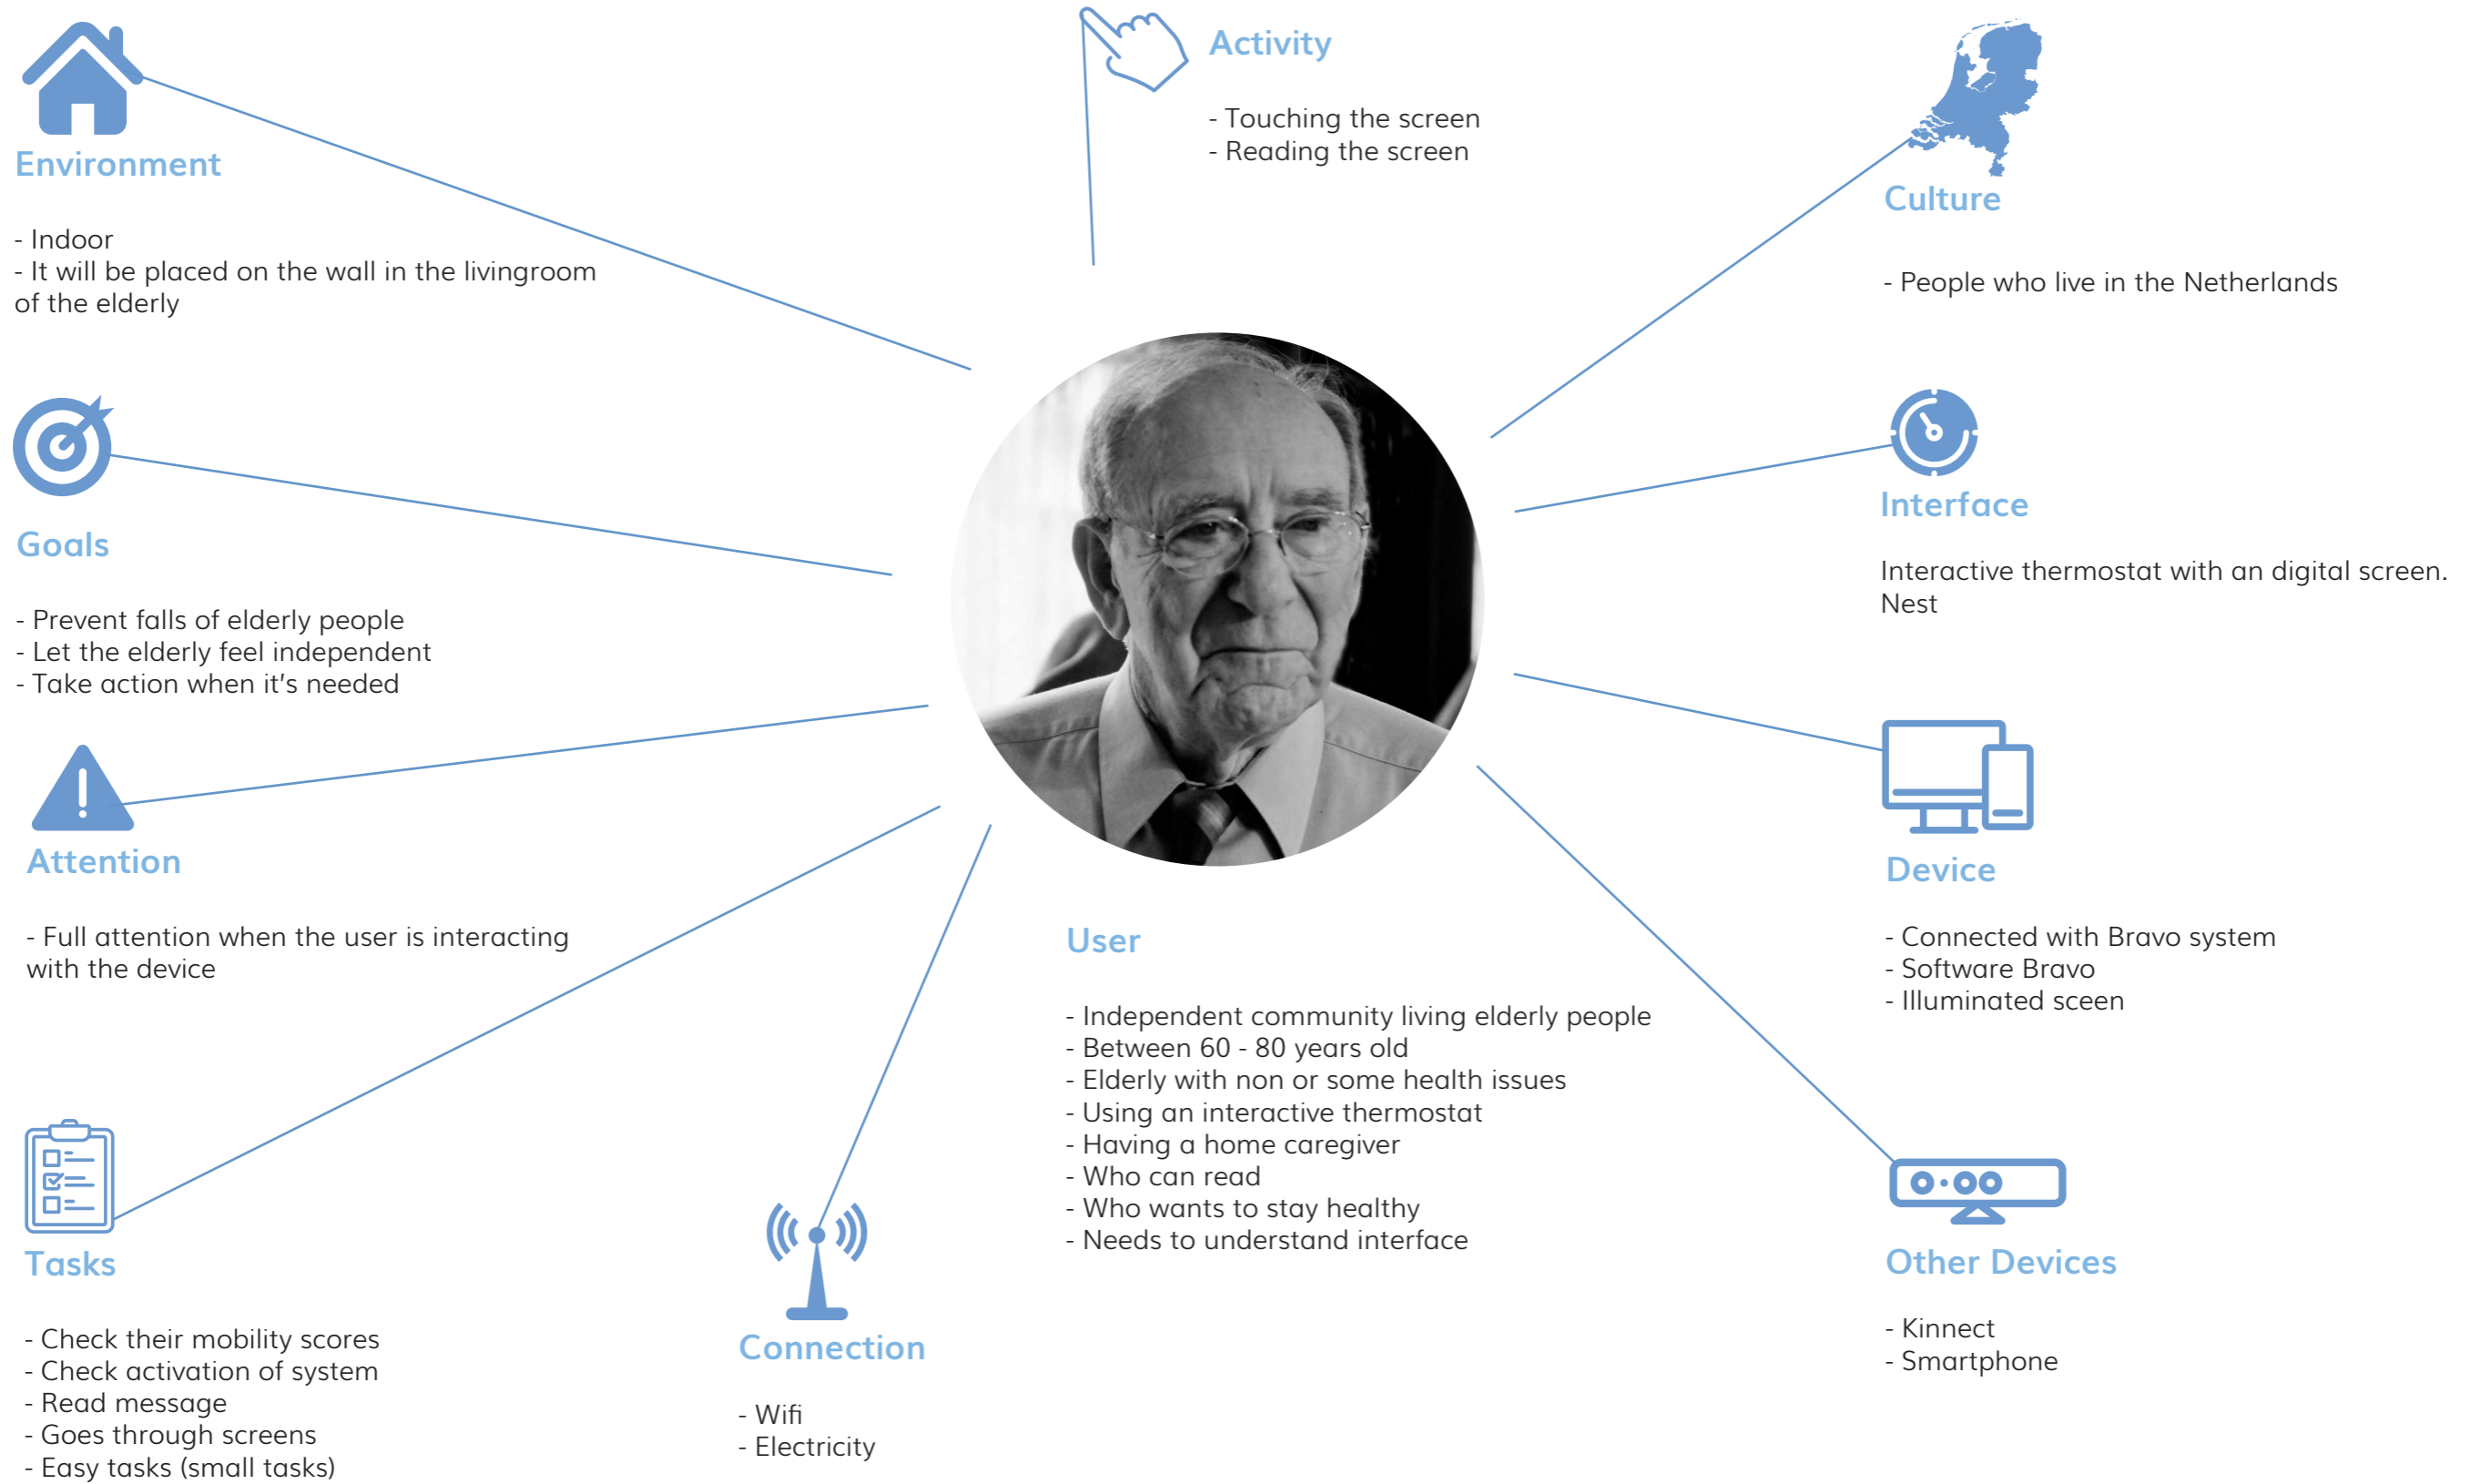 Environment
- Indoor
- It will be placed on the wall in the livingroom
of the elderly
Goals
- Prevent falls of elderly people
- Let the elderly feel independent
- Take action when it's needed
Attention
- Full attention when the user is interacting
with the device
Tasks
- Check their mobility scores
- Check activation of system
- Read message
- Goes through screens
- Easy tasks (small tasks)
Connection
- Wifi
- Electricity
Activity
- Touching the screen
- Reading the screen
User
- Independent community living elderly people
- Between 60 - 80 years old
- Elderly with non or some health issues
- Using an interactive thermostat
- Having a home caregiver
- Who can read
- Who wants to stay healthy
- Needs to understand interface
Culture
- People who live in the Netherlands
Interface
Interactive thermostat with an digital screen.
Nest
Device
- Connected with Bravo system
- Software Bravo
- Illuminated sceen
Other Devices
- Kinnect
- Smartphone